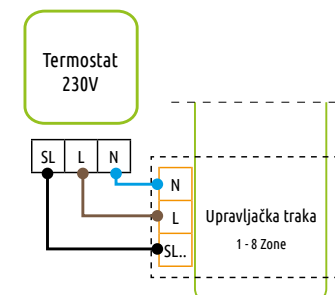 Termostat
230V
SL L N
N
L
SL..
Upravljačka traka
1 - 8 Zone